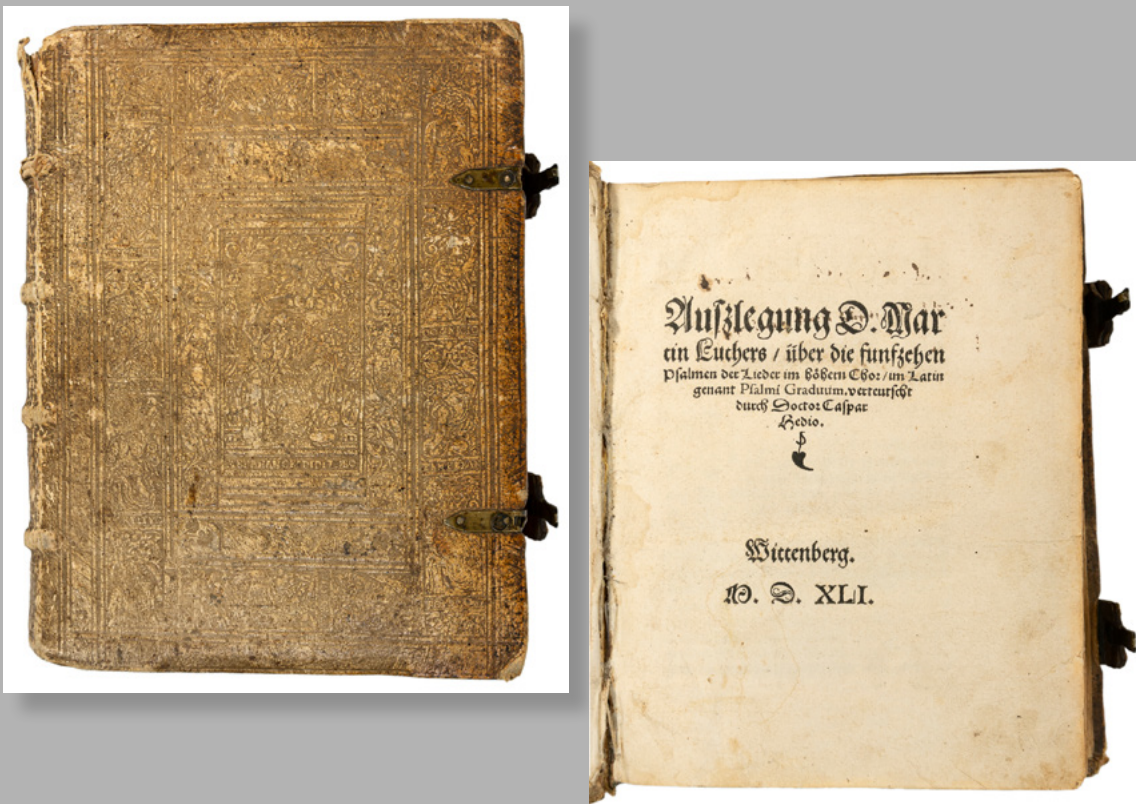 Auſzlegung D. Mar
tin Luthers / über die funfzehen
Pſalmen der Lieder im höhern Chor / im Latin
genant Pſalmi Graduum, verteutſcht
durch Doctor Caſpar
Hedio.
Wittenberg.
M. D. XLI.